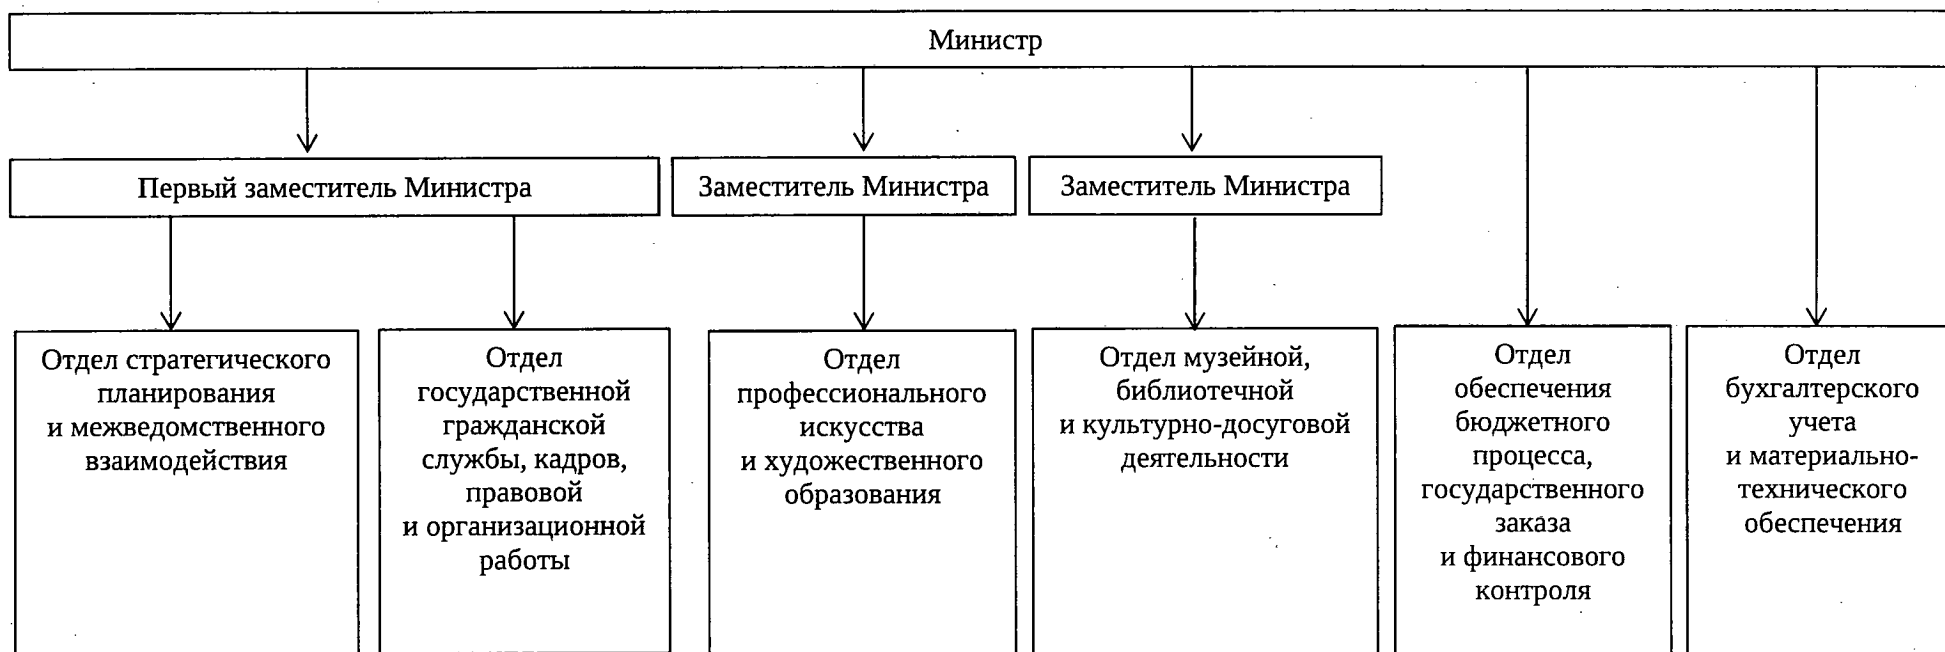 Министр
Первый заместитель Министра
Заместитель Министра
Заместитель Министра
Отдел стратегического
планирования
и межведомственного
взаимодействия
Отдел
государственной
гражданской
службы, кадров,
правовой
и организационной
работы
Отдел
профессионального
искусства
и художественного
образования
Отдел музейной,
библиотечной
и культурно-досуговой
деятельности
Отдел
обеспечения
бюджетного
процесса,
государственного
заказа
и финансового
контроля
Отдел
бухгалтерского
учета
и материально-
технического
обеспечения